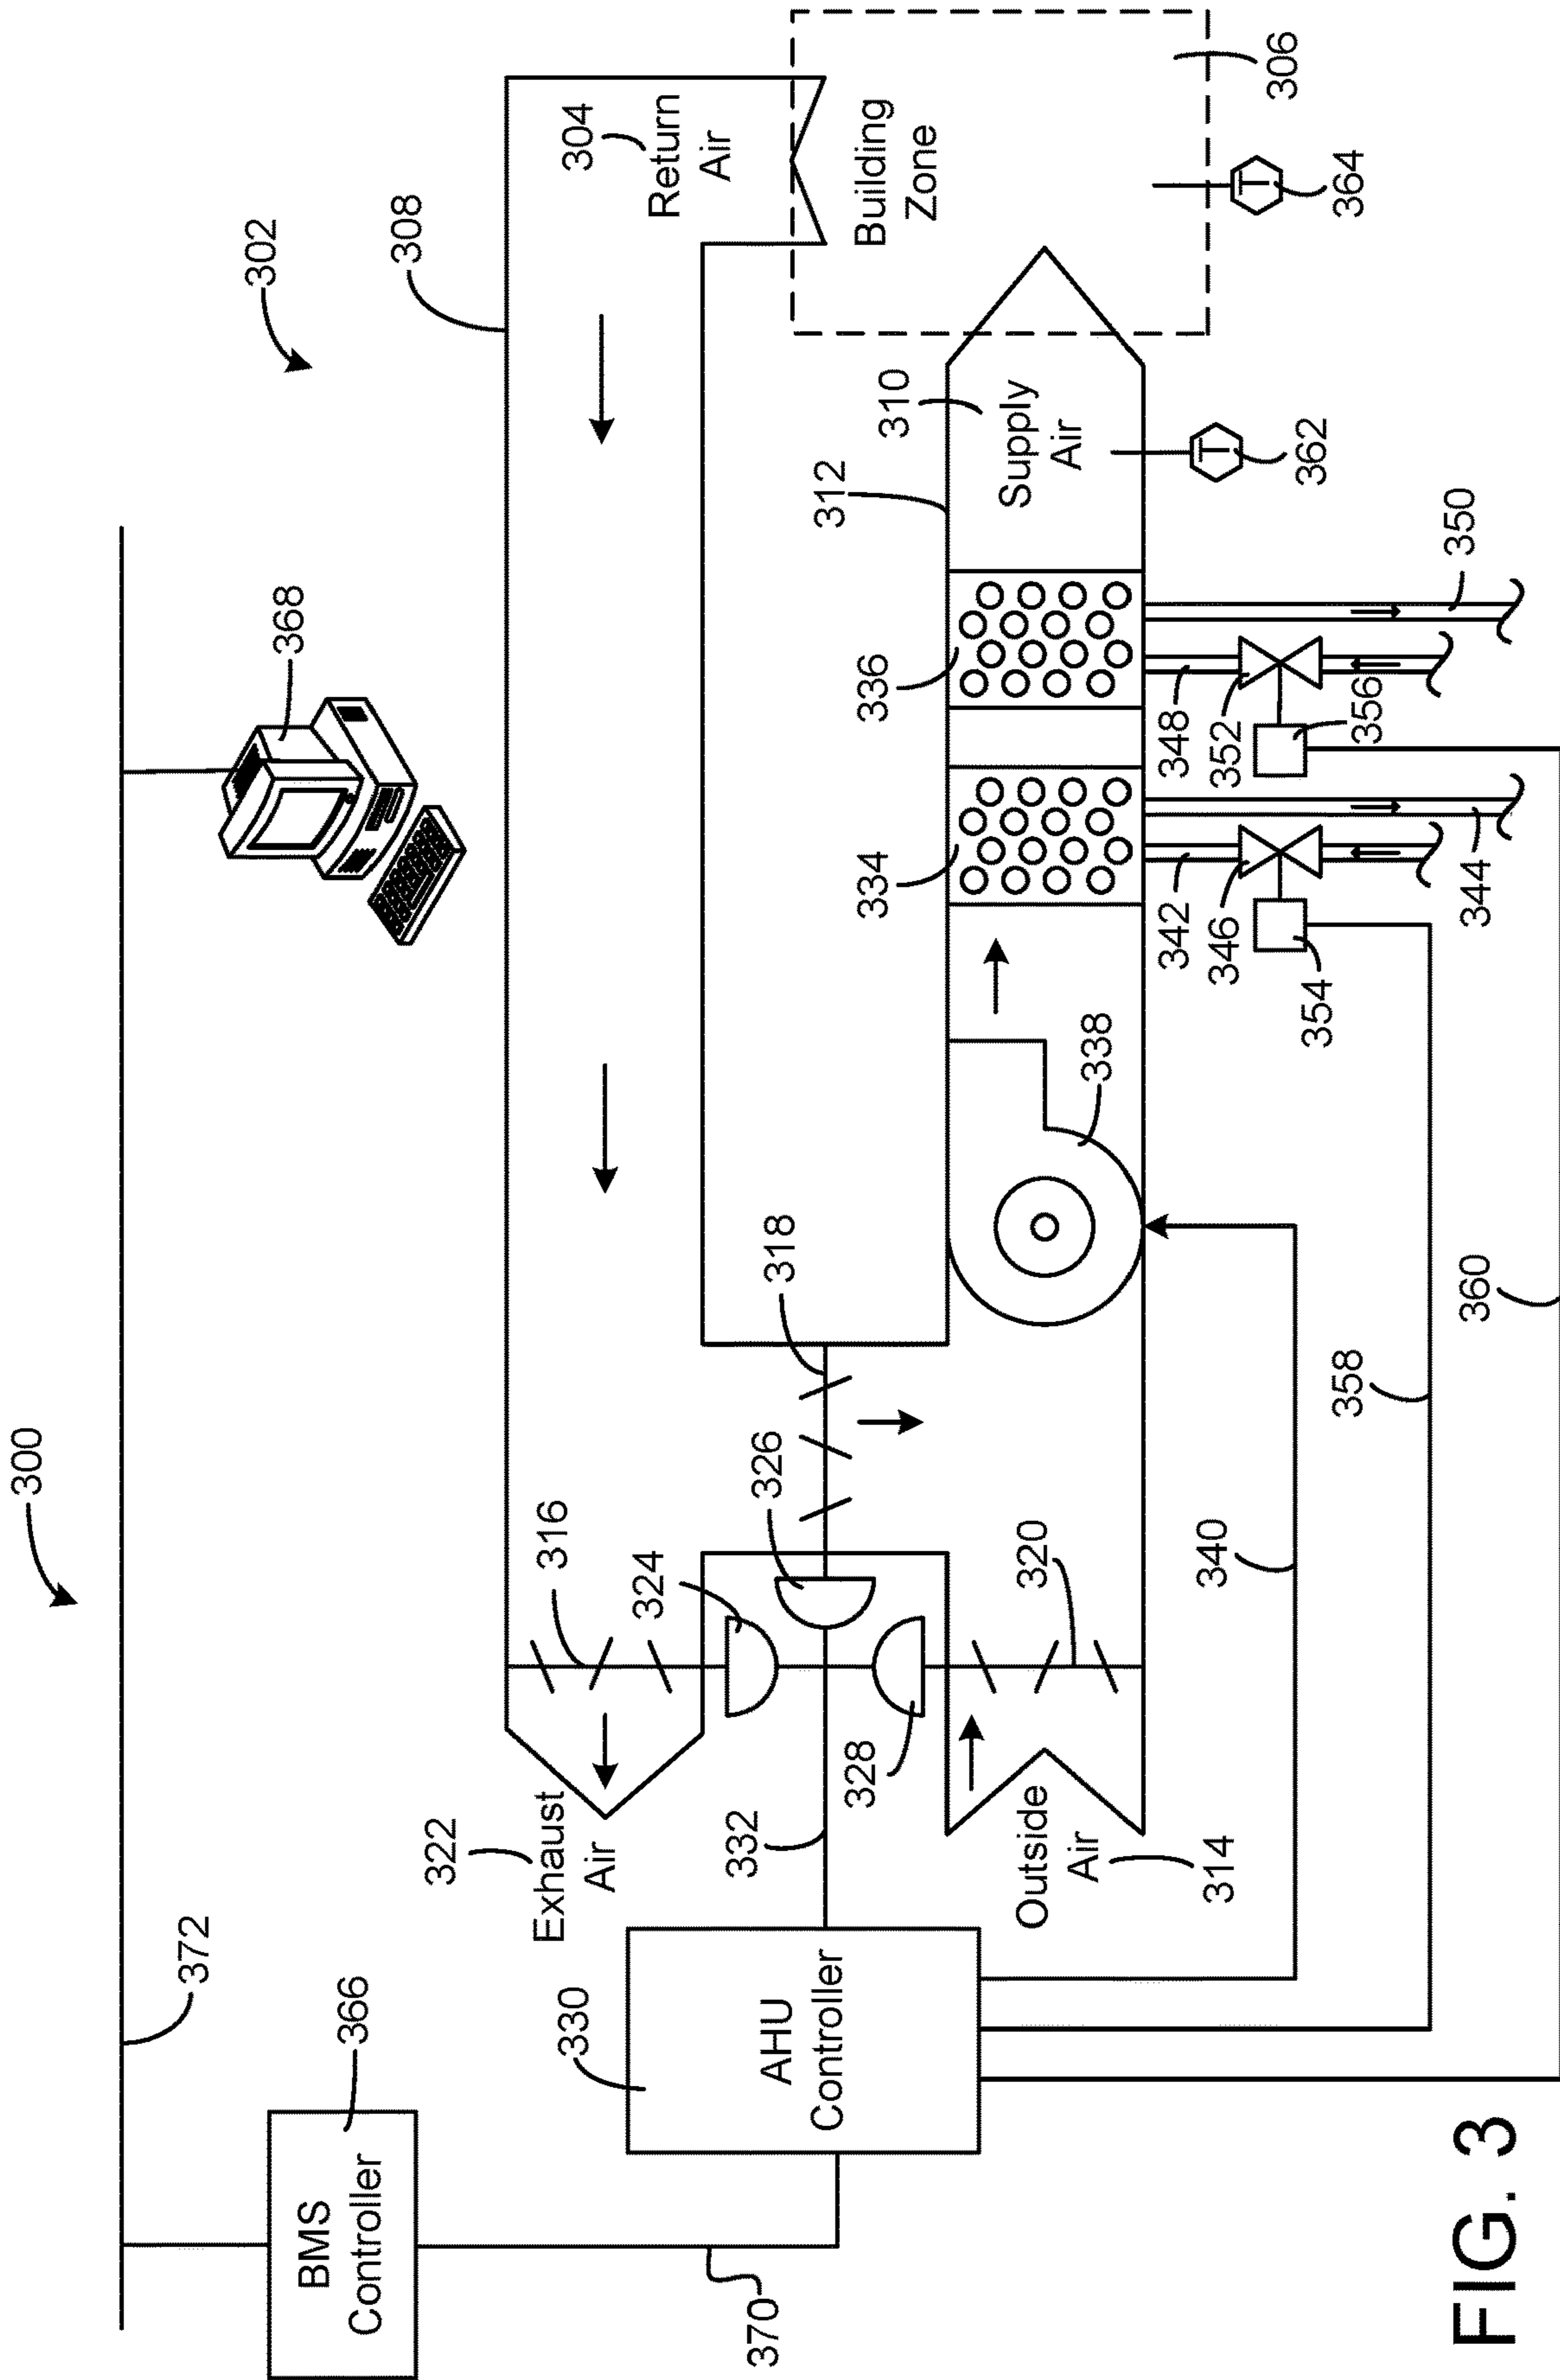 300
372
302
368
BMS
Controller
366
308
322
Exhaust
Air
316
304
Return
Air
324
330
AHU
Controller
332
326
318
370
312
328
334
336
310
Building
Zone
Outside
Air
320
338
Supply
Air
314
340
342
348
346
352
306
354
362
358
356
364
360
344
350
FIG. 3